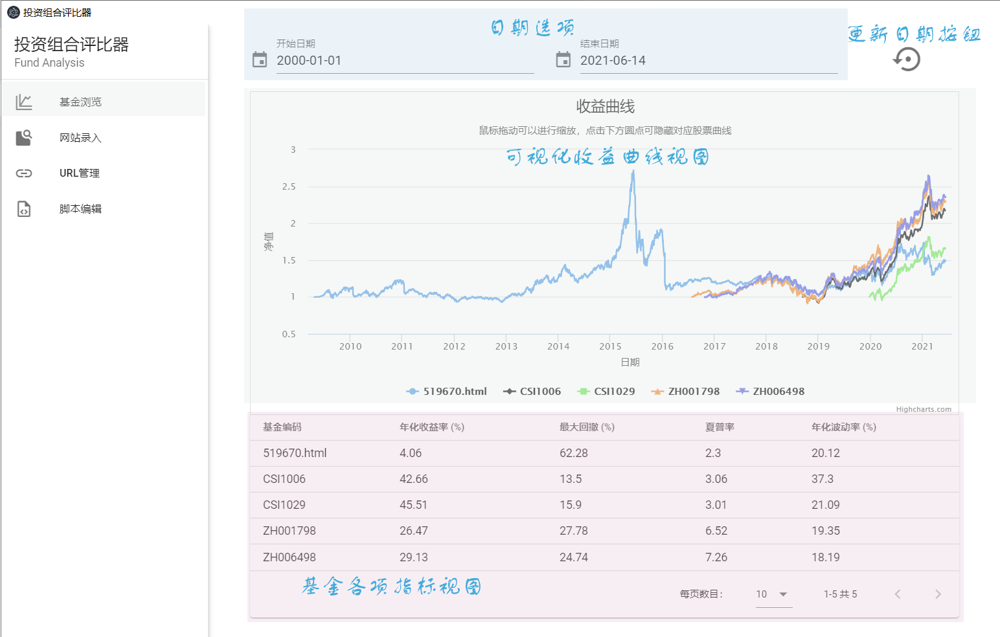 投资组合评比器
投资组合评比器
Fund Analysis
基金浏览
网站录入
URL管理
脚本编辑
日期选项
开始日期
2000-01-01
结束日期
2021-06-14
更新日期按钮
收益曲线
鼠标拖动可以进行缩放，点击下方圆点可隐藏对应股票曲线
可视化收益曲线视图
净值
3
2.5
2
1.5
1
0.5
2010 2011 2012 2013 2014 2015 2016 2017 2018 2019 2020 2021
日期
519670.html CSI1006 CSI1029 ZH001798 ZH006498
Highcharts.com
基金编码 年化收益率 (%) 最大回撤 (%) 夏普率 年化波动率 (%)
519670.html 4.06 62.28 2.3 20.12
CSI1006 42.66 13.5 3.06 37.3
CSI1029 45.51 15.9 3.01 21.09
ZH001798 26.47 27.78 6.52 19.35
ZH006498 29.13 24.74 7.26 18.19
基金各项指标视图
每页数目： 10 1-5 共 5